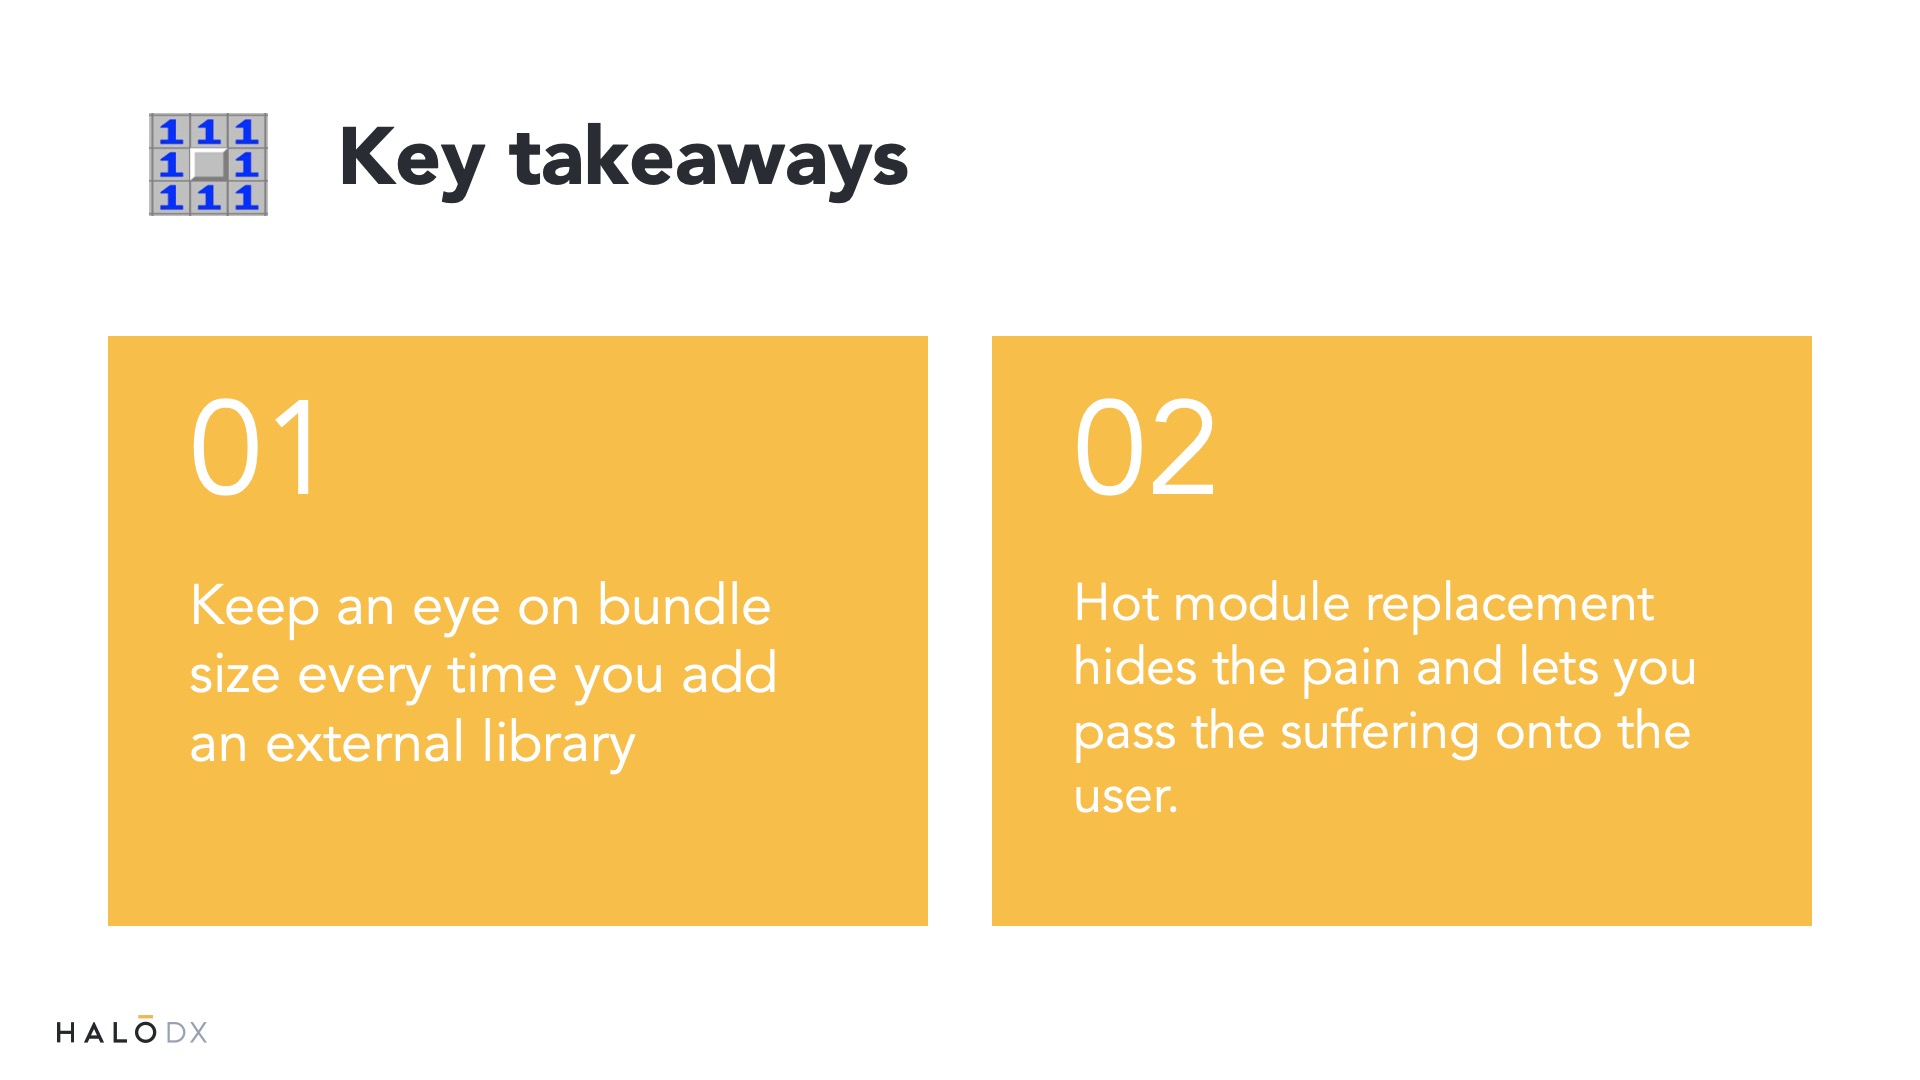 1 1 1
1 1
1 1 1
Key takeaways
01
Keep an eye on bundle
size every time you add
an external library
02
Hot module replacement
hides the pain and lets you
pass the suffering onto the
user.
HALŌDX